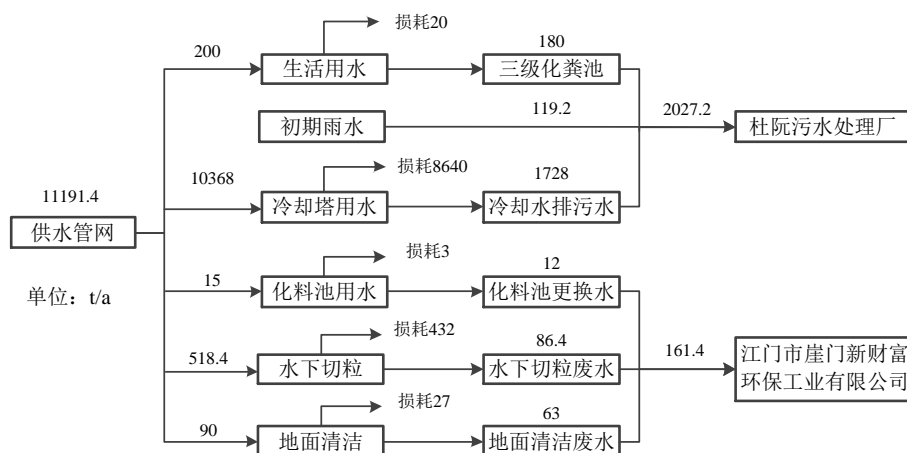 损耗20
200
生活用水
180
三级化粪池
初期雨水
119.2
2027.2
杜阮污水处理厂
损耗8640
10368
冷却塔用水
1728
冷却水排污水
11191.4
供水管网
单位：t/a
损耗3
15
化料池用水
12
化料池更换水
损耗432
518.4
水下切粒
86.4
水下切粒废水
161.4
江门市崖门新财富
环保工业有限公司
损耗27
90
地面清洁
63
地面清洁废水